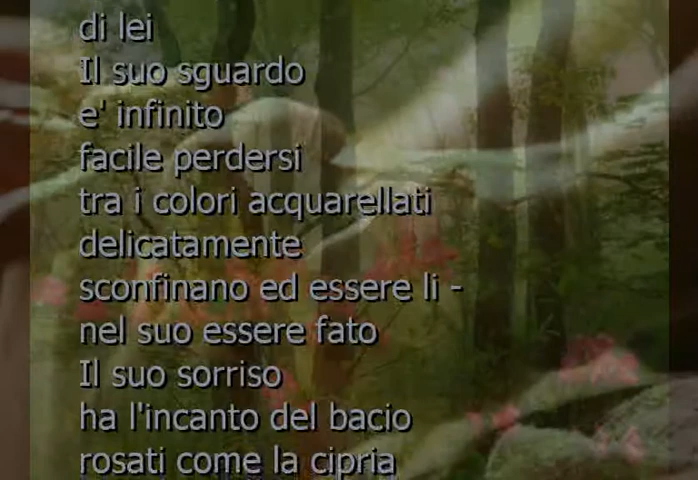 di lei
Il suo sguardo
e' infinito
facile perdersi
tra i colori acquarellati
delicatamente
sconfinano ed essere li -
nel suo essere fato
Il suo sorriso
ha l'incanto del bacio
rosati come la cipria